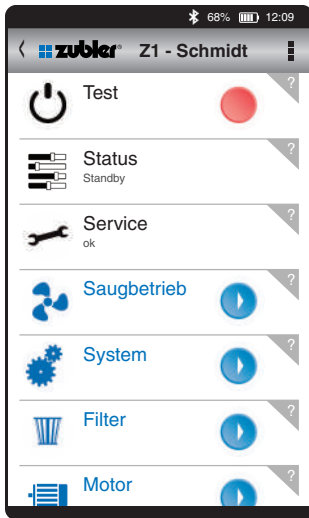 68% 12:09
zubler® Z1 - Schmidt
?
Test
?
Status
Standby
?
Service
ok
?
Saugbetrieb
?
System
?
Filter
?
Motor
?